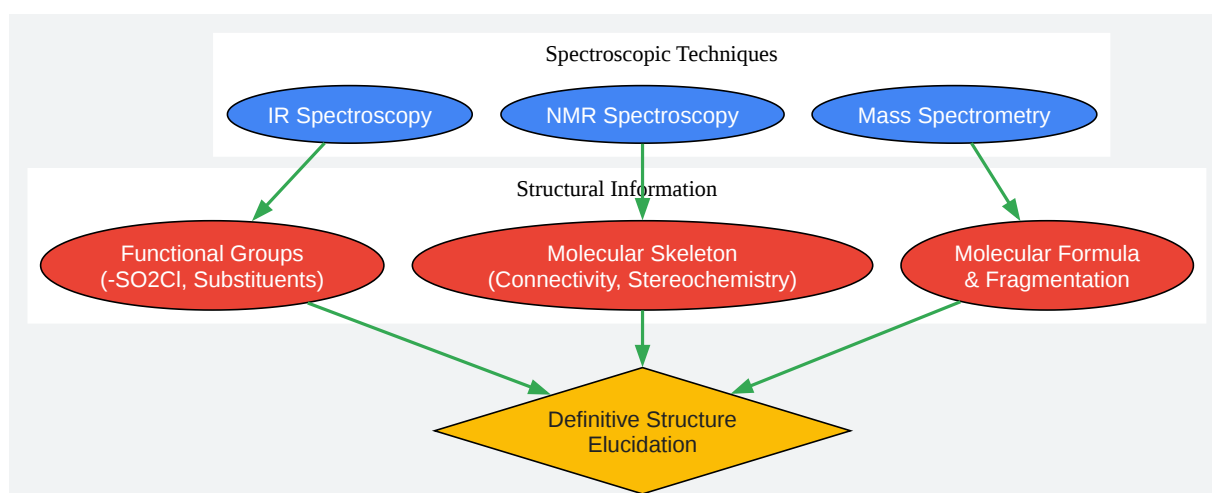 Spectroscopic Techniques
IR Spectroscopy
NMR Spectroscopy
Mass Spectrometry
Structural Information
Functional Groups
(-SO2Cl, Substituents)
Molecular Skeleton
(Connectivity, Stereochemistry)
Molecular Formula
& Fragmentation
Definitive Structure
Elucidation